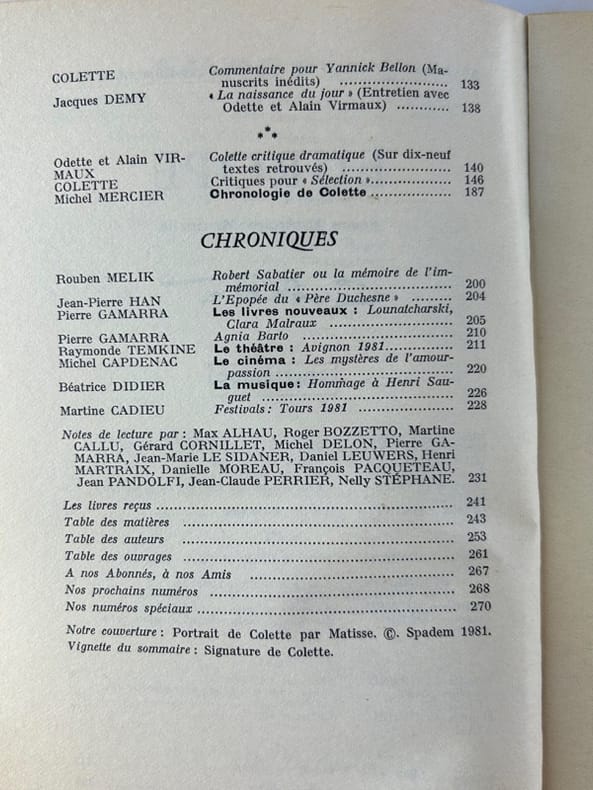 COLETTE Commentaire pour Yannick Bellon (Ma-
nuscrits inédits) ........................ 133
Jacques DEMY « La naissance du jour » (Entretien avec
Odette et Alain Virmaux) ............ 138
***
Odette et Alain VIR- Colette critique dramatique (Sur dix-neuf
MAUX textes retrouvés) ........................ 140
COLETTE Critiques pour « Sélection »................. 146
Michel MERCIER Chronologie de Colette ................. 187
CHRONIQUES
Rouben MELIK Robert Sabatier ou la mémoire de l'im-
mémorial .................................... 200
Jean-Pierre HAN L'Epopée du « Père Duchesne » ......... 204
Pierre GAMARRA Les livres nouveaux : Lounatcharski,
Clara Malraux ............................ 205
Pierre GAMARRA Agnia Barto ................................ 210
Raymonde TEMKINE Le théâtre : Avignon 1981.............. 211
Michel CAPDENAC Le cinéma : Les mystères de l'amour-
passion ........................................ 220
Béatrice DIDIER La musique : Hommage à Henri Sau-
guet ............................................ 226
Martine CADIEU Festivals : Tours 1981 .................... 228
Notes de lecture par : Max ALHAU, Roger BOZZETTO, Martine
CALLU, Gérard CORNILLET, Michel DELON, Pierre GA-
MARRA, Jean-Marie LE SIDANER, Daniel LEUWERS, Henri
MARTRAIX, Danielle MOREAU, François PACQUETEAU,
Jean PANDOLFI, Jean-Claude PERRIER, Nelly STÉPHANE. 231
Les livres reçus ........................................................ 241
Table des matières .................................................... 243
Table des auteurs .................................................... 253
Table des ouvrages .................................................... 261
A nos Abonnés, à nos Amis ........................................ 267
Nos prochains numéros ............................................ 268
Nos numéros spéciaux ................................................ 270
Notre couverture : Portrait de Colette par Matisse. ©. Spadem 1981.
Vignette du sommaire : Signature de Colette.